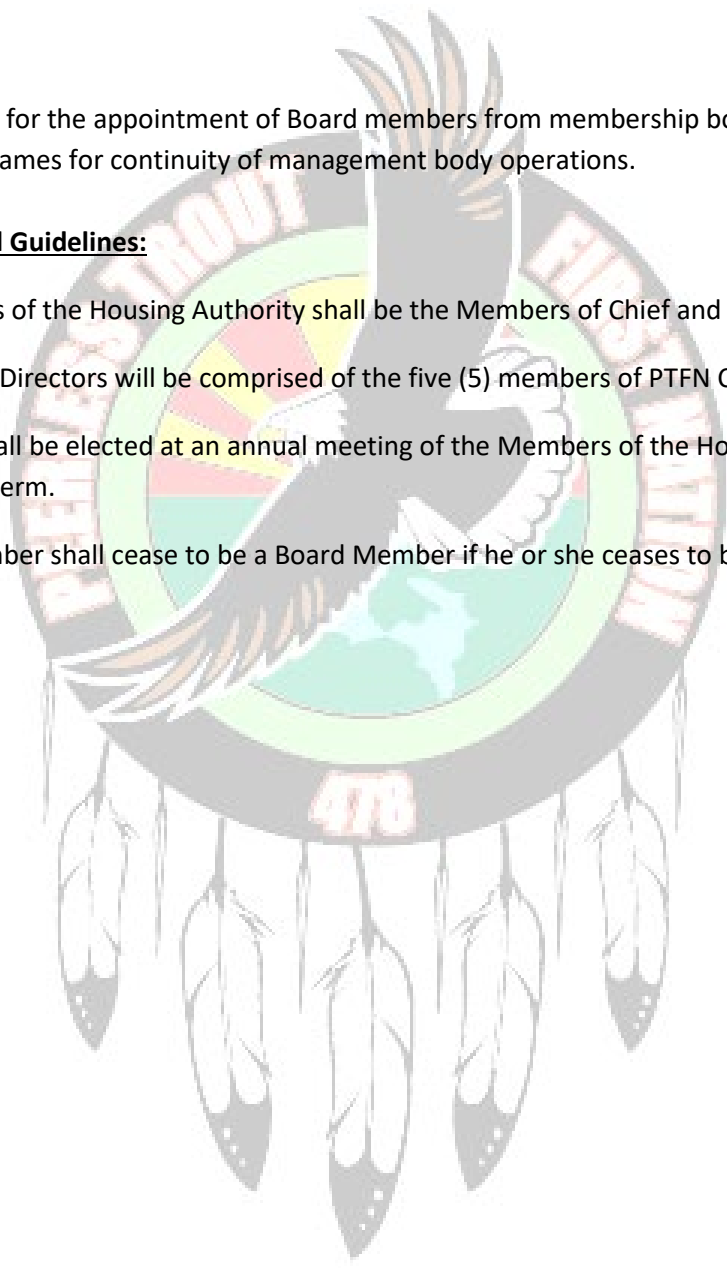 for the appointment of Board members from membership bo
ames for continuity of management body operations.
Guidelines:
s of the Housing Authority shall be the Members of Chief and
Directors will be comprised of the five (5) members of PTFN C
all be elected at an annual meeting of the Members of the Ho
erm.
ber shall cease to be a Board Member if he or she ceases to b
PEERLESS TROUT
FIRST NATION
478